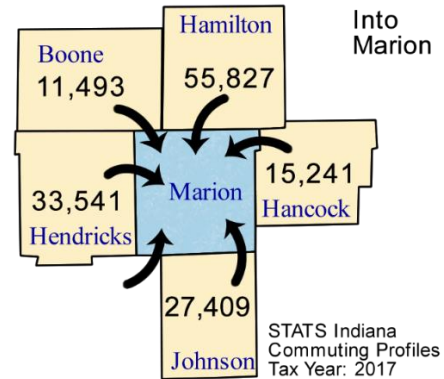 Into
Marion
Hamilton
55,827
Boone
11,493
Marion
15,241
Hancock
33,541
Hendricks
27,409
Johnson
STATS Indiana
Commuting Profiles
Tax Year: 2017